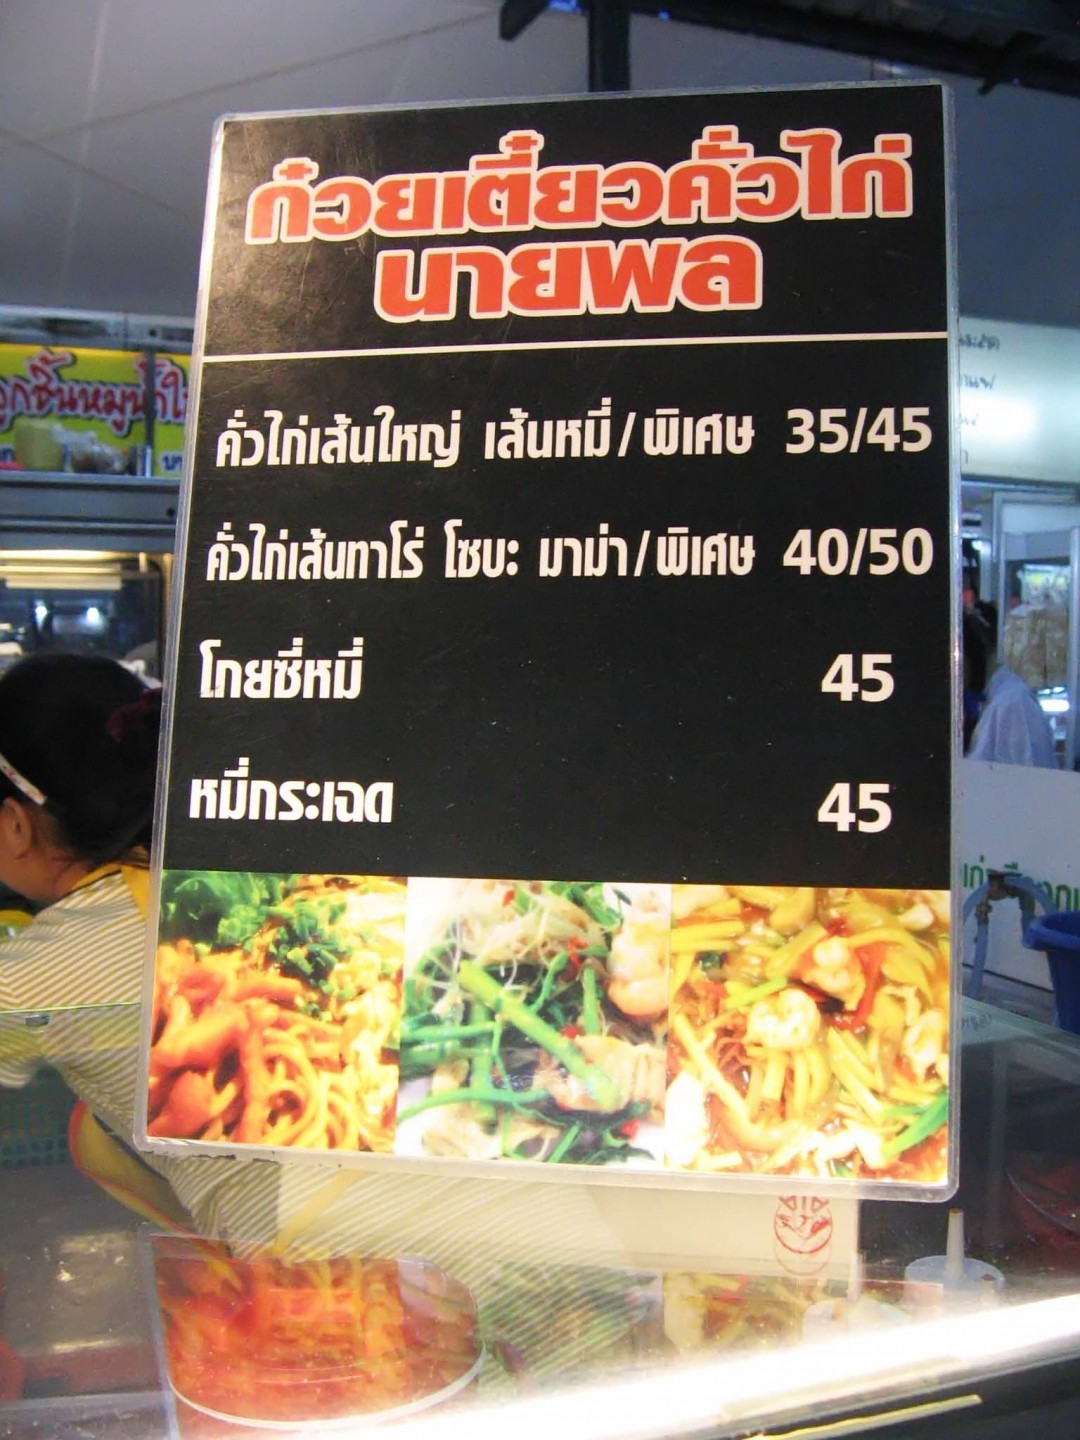 ก๋วยเตี๋ยวคั่วไก่
นายพล
คั่วไก่เส้นใหญ่ เส้นหมี่/พิเศษ 35/45
คั่วไก่เส้นทาโร่ โซบะ มาม่า/พิเศษ 40/50
โกยซี่หมี่ 45
หมี่กระเฉด 45